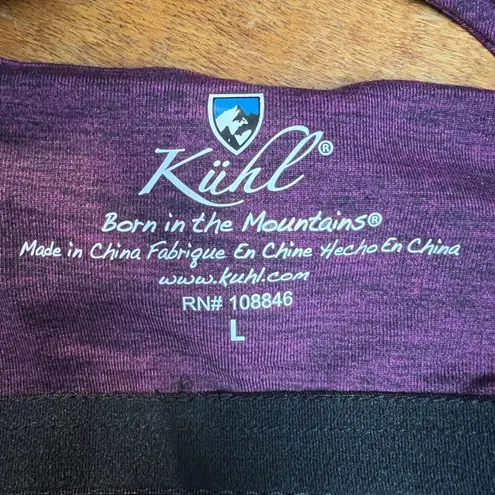 Kühl®
Born in the Mountains®
Made in China Fabrique En Chine Hecho En China
www.kuhl.com
RN# 108846
L